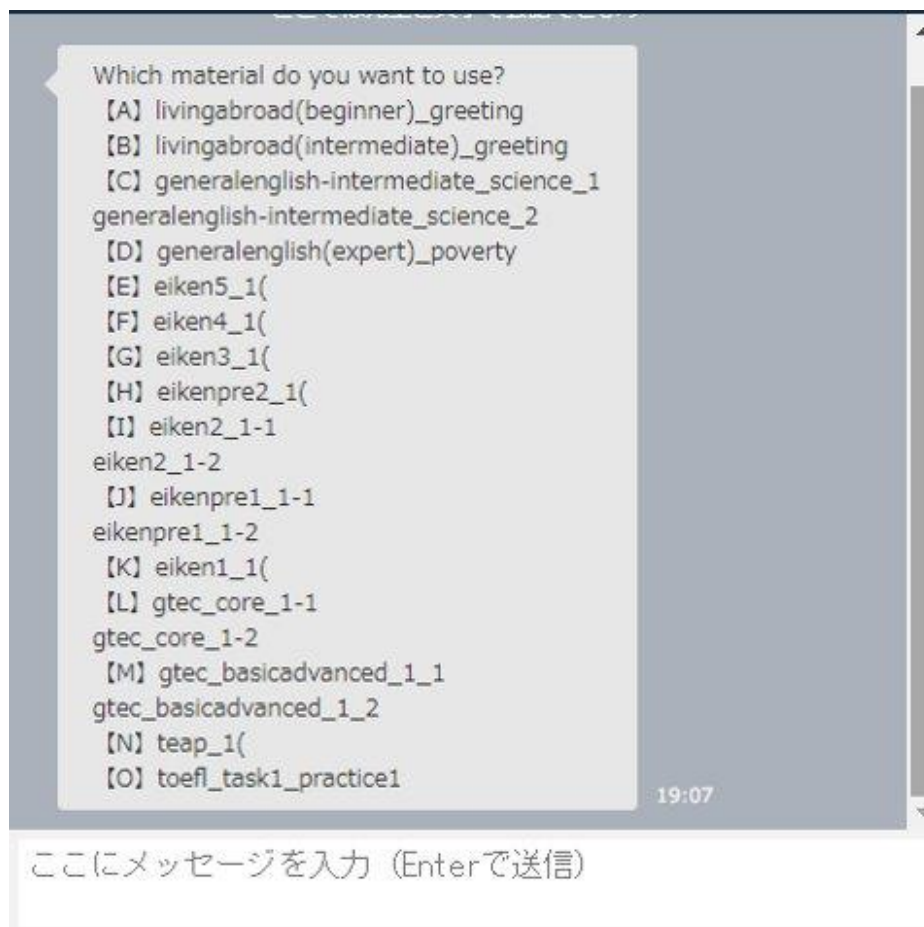 Which material do you want to use?
【A】livingabroad(beginner)_greeting
【B】livingabroad(intermediate)_greeting
【C】generalenglish-intermediate_science_1
generalenglish-intermediate_science_2
【D】generalenglish(expert)_poverty
【E】eiken5_1(
【F】eiken4_1(
【G】eiken3_1(
【H】eikenpre2_1(
【I】eiken2_1-1
eiken2_1-2
【J】eikenpre1_1-1
eikenpre1_1-2
【K】eiken1_1(
【L】gtec_core_1-1
gtec_core_1-2
【M】gtec_basicadvanced_1_1
gtec_basicadvanced_1_2
【N】teap_1(
【O】toefl_task1_practice1
19:07
ここにメッセージを入力（Enterで送信）